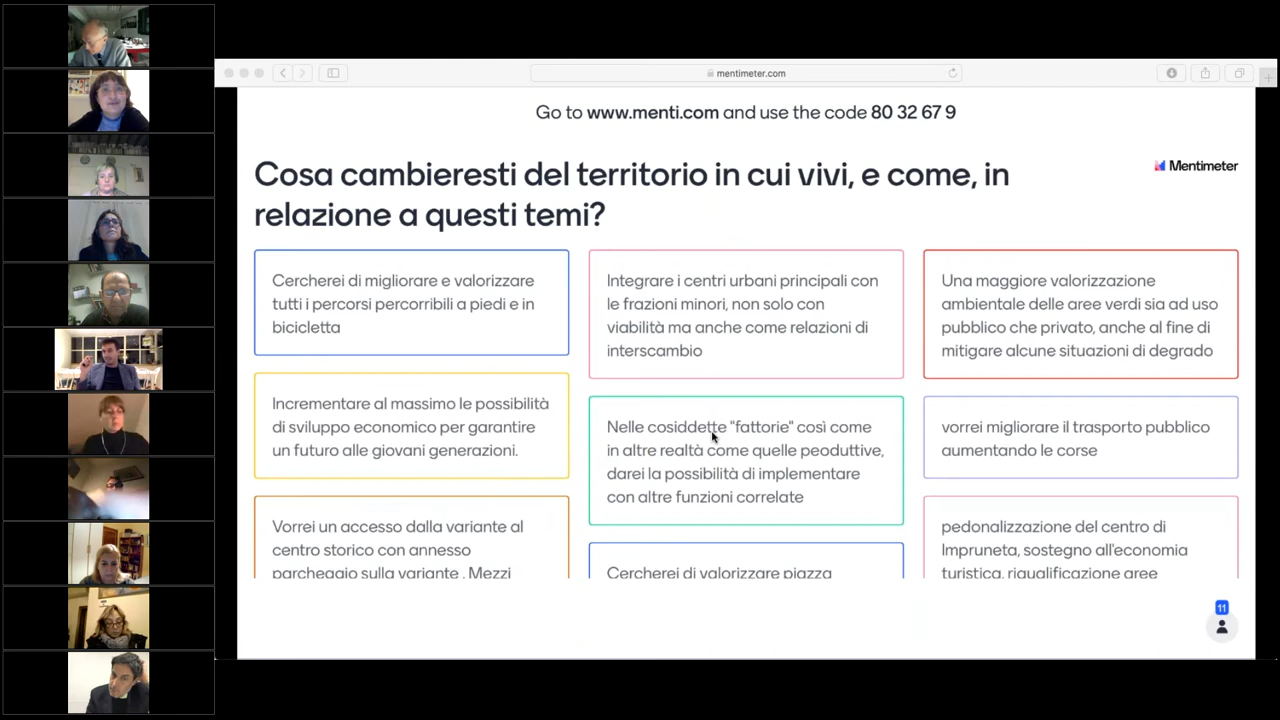 mentimeter.com
Go to www.menti.com and use the code 80 32 67 9
Cosa cambieresti del territorio in cui vivi, e come, in
relazione a questi temi?
Mentimeter
Cercherei di migliorare e valorizzare
tutti i percorsi percorribili a piedi e in
bicicletta
Incrementare al massimo le possibilità
di sviluppo economico per garantire
un futuro alle giovani generazioni.
Vorrei un accesso dalla variante al
centro storico con annesso
parcheggio sulla variante . Mezzi
Integrare i centri urbani principali con
le frazioni minori, non solo con
viabilità ma anche come relazioni di
interscambio
Nelle cosiddette "fattorie" così come
in altre realtà come quelle peoduttive,
darei la possibilità di implementare
con altre funzioni correlate
Cercherei di valorizzare piazza
Una maggiore valorizzazione
ambientale delle aree verdi sia ad uso
pubblico che privato, anche al fine di
mitigare alcune situazioni di degrado
vorrei migliorare il trasporto pubblico
aumentando le corse
pedonalizzazione del centro di
Impruneta, sostegno all'economia
turistica, riqualificazione aree
11